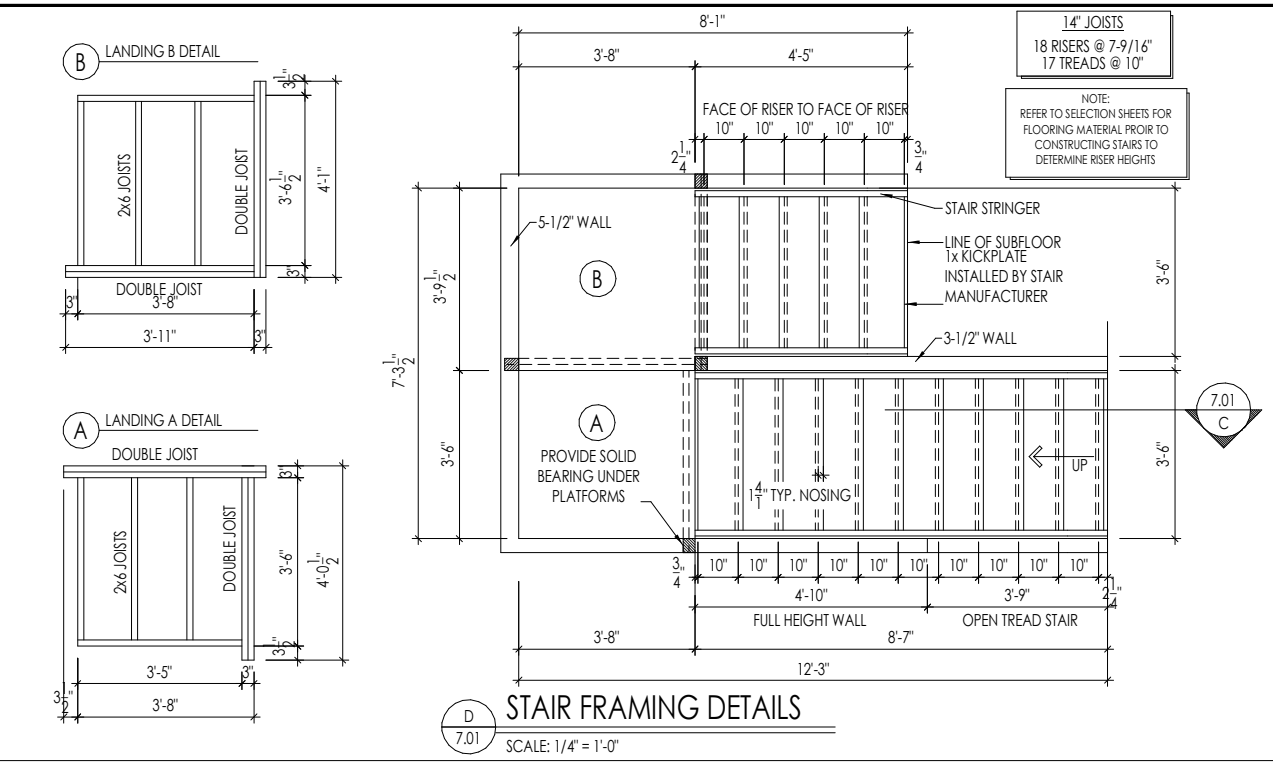 B
LANDING B DETAIL
3 1/2"
2x6 JOISTS
DOUBLE JOIST
3'-6 1/2"
4'-1"
3"
DOUBLE JOIST
3"
3'-8"
3'-11"
3"
A
LANDING A DETAIL
DOUBLE JOIST
3"
2x6 JOISTS
DOUBLE JOIST
3'-6"
4'-0 1/2"
3 1/2"
3'-5"
3"
3 1/2"
3'-8"
8'-1"
3'-8"
4'-5"
FACE OF RISER TO FACE OF RISER
10"
10"
10"
10"
10"
2 1/4"
3/4"
14" JOISTS
18 RISERS @ 7-9/16"
17 TREADS @ 10"
NOTE:
REFER TO SELECTION SHEETS FOR
FLOORING MATERIAL PROIR TO
CONSTRUCTING STAIRS TO
DETERMINE RISER HEIGHTS
5-1/2" WALL
B
STAIR STRINGER
LINE OF SUBFLOOR
1x KICKPLATE
INSTALLED BY STAIR
MANUFACTURER
3-1/2" WALL
3'-9 1/2"
7'-3 1/2"
3'-6"
3'-6"
3'-6"
A
PROVIDE SOLID
BEARING UNDER
PLATFORMS
1 4/1" TYP. NOSING
UP
7.01
C
3/4"
10"
10"
10"
10"
10"
10"
10"
10"
10"
10"
2 1/4"
4'-10"
3'-9"
FULL HEIGHT WALL
OPEN TREAD STAIR
3'-8"
8'-7"
12'-3"
D
7.01
STAIR FRAMING DETAILS
SCALE: 1/4" = 1'-0"